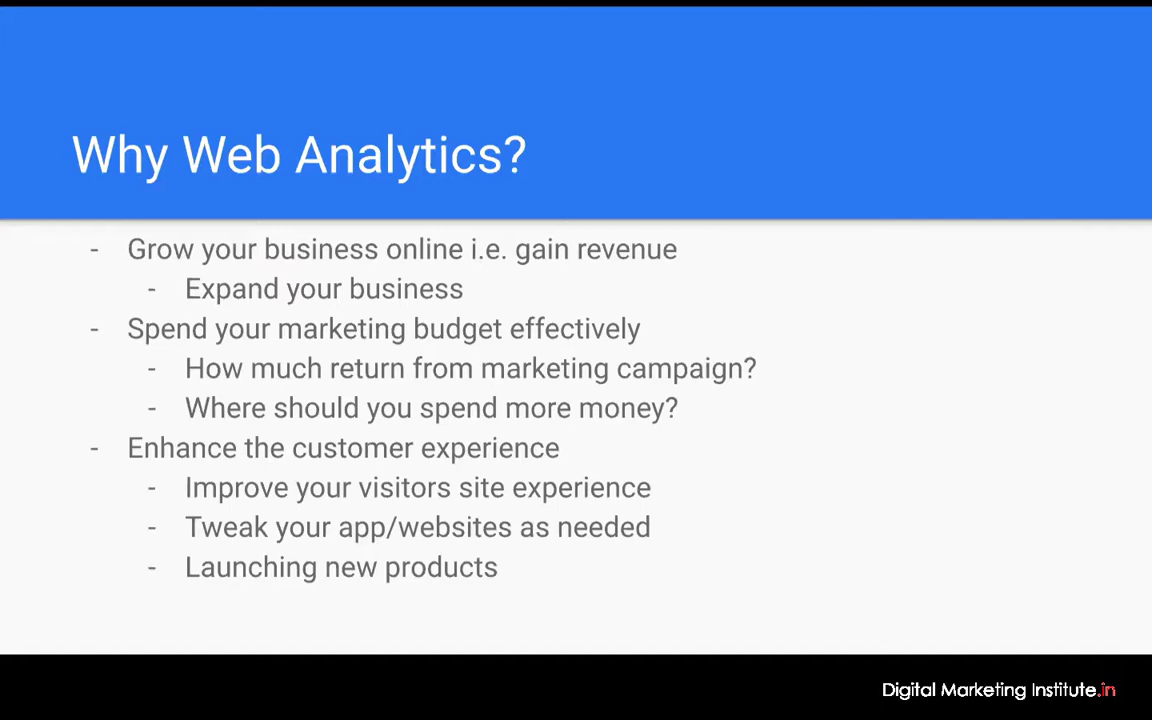 Why Web Analytics?
- Grow your business online i.e. gain revenue
- Expand your business
- Spend your marketing budget effectively
- How much return from marketing campaign?
- Where should you spend more money?
- Enhance the customer experience
- Improve your visitors site experience
- Tweak your app/websites as needed
- Launching new products
Digital Marketing Institute.in